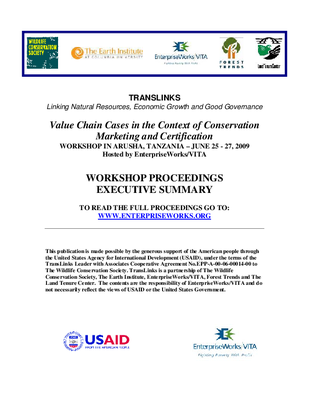 WILDLIFE
CONSERVATION
SOCIETY
The Earth Institute
AT COLUMBIA UNIVERSITY
EnterpriseWorks/VITA
FOREST
TRENDS
TRANSLINKS
Linking Natural Resources, Economic Growth and Good Governance
Value Chain Cases in the Context of Conservation
Marketing and Certification
WORKSHOP IN ARUSHA, TANZANIA – JUNE 25 - 27, 2009
Hosted by EnterpriseWorks/VITA
WORKSHOP PROCEEDINGS
EXECUTIVE SUMMARY
TO READ THE FULL PROCEEDINGS GO TO:
WWW.ENTERPRISEWORKS.ORG
This publication is made possible by the generous support of the American people through
the United States Agency for International Development (USAID), under the terms of the
TransLinks Leader with Associates Cooperative Agreement No.EPP-A-00-06-00014-00 to
The Wildlife Conservation Society. TransLinks is a partnership of The Wildlife
Conservation Society, The Earth Institute, EnterpriseWorks/VITA, Forest Trends and The
Land Tenure Center. The contents are the responsibility of EnterpriseWorks/VITA and do
not necessarily reflect the views of USAID or the United States Government.
USAID
FROM THE AMERICAN PEOPLE
EnterpriseWorks/VITA